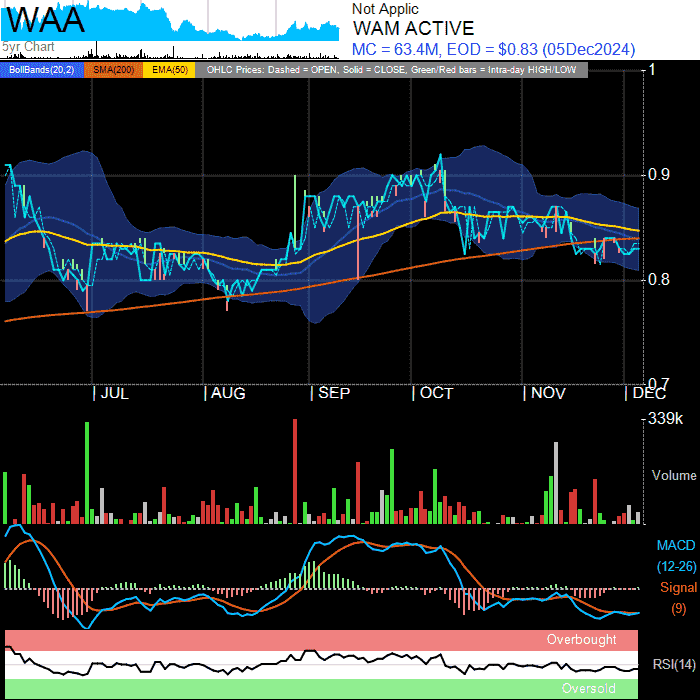 WAA
Not Applic
WAM ACTIVE
5yr Chart
MC = 63.4M, EOD = $0.83 (05Dec2024)
BollBands(20,2) SMA(200) EMA(50) OHLC Prices: Dashed = OPEN, Solid = CLOSE, Green/Red bars = Intra-day HIGH/LOW
1
0.9
0.8
0.7
JUL AUG SEP OCT NOV DEC
339k
Volume
MACD
(12-26)
Signal
(9)
Overbought
RSI(14)
Oversold